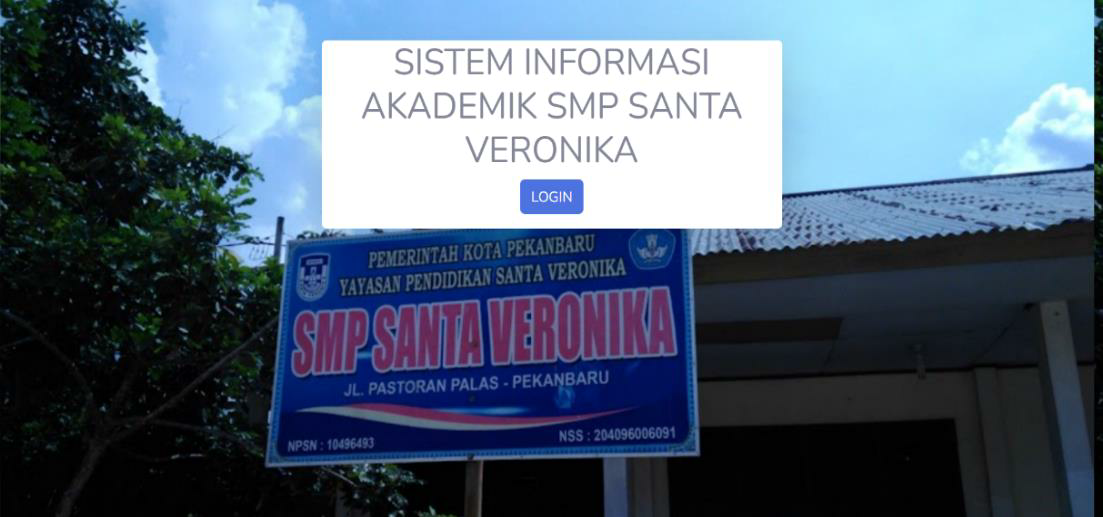 SISTEM INFORMASI
AKADEMIK SMP SANTA
VERONIKA
LOGIN
PEMERINTAH KOTA PEKANBARU
YAYASAN PENDIDIKAN SANTA VERONIKA
SMP SANTA VERONIKA
JL. PASTORAN PALAS - PEKANBARU
NPSN : 10496493
NSS : 204096006091